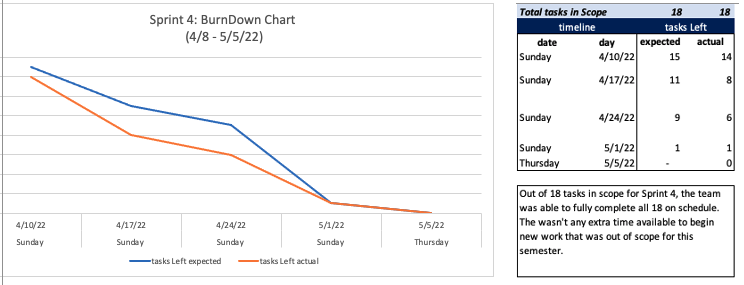 Sprint 4: BurnDown Chart
(4/8 - 5/5/22)
4/10/22 4/17/22 4/24/22 5/1/22 5/5/22
Sunday Sunday Sunday Sunday Thursday
tasks Left expected tasks Left actual
Total tasks in Scope 18 18
timeline tasks Left
date day expected actual
Sunday 4/10/22 15 14
Sunday 4/17/22 11 8
Sunday 4/24/22 9 6
Sunday 5/1/22 1 1
Thursday 5/5/22 - 0
Out of 18 tasks in scope for Sprint 4, the team
was able to fully complete all 18 on schedule.
The wasn't any extra time available to begin
new work that was out of scope for this
semester.